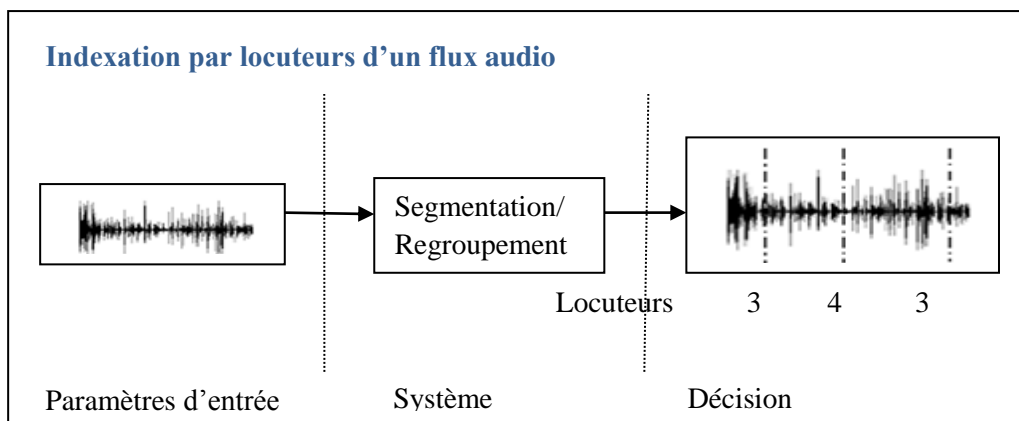 Indexation par locuteurs d’un flux audio
Segmentation/
Regroupement
Locuteurs 3 4 3
Paramètres d’entrée Système Décision